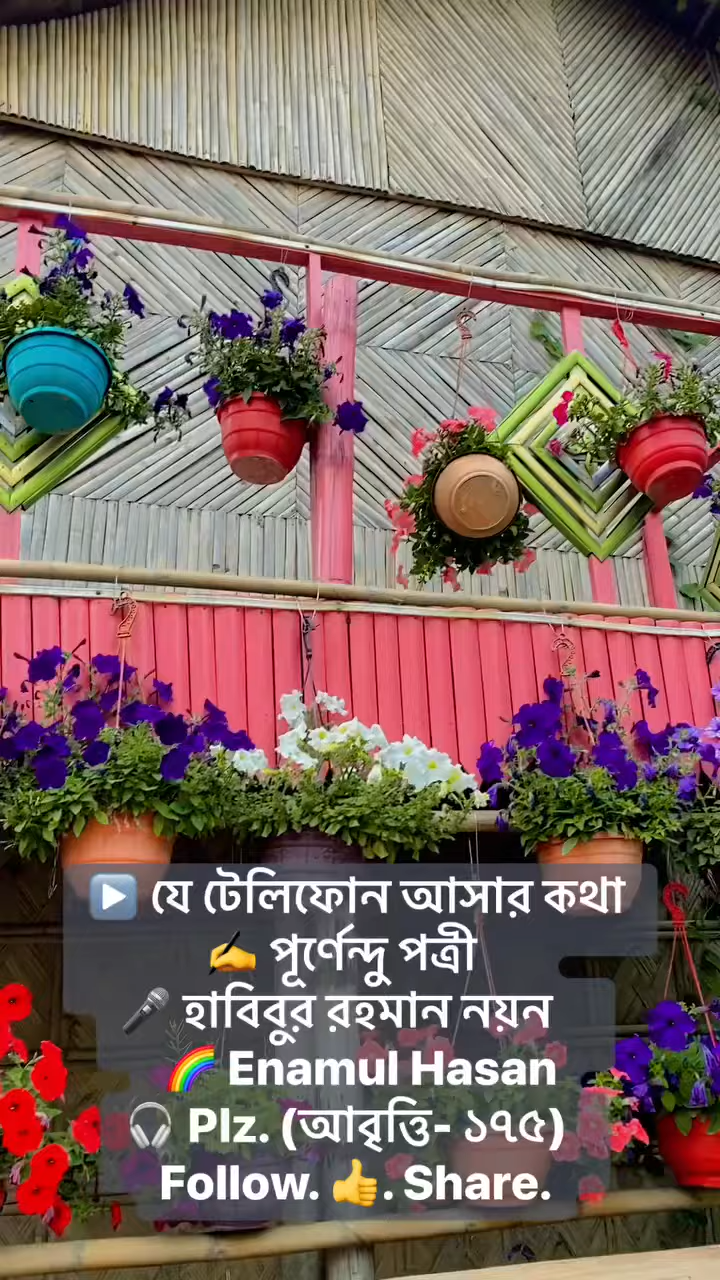 ▶️ যে টেলিফোন আসার কথা
✍️ পূর্ণেন্দু পত্রী
🎤 হাবিবুর রহমান নয়ন
🌈 Enamul Hasan
🎧 Plz. (আবৃত্তি- ১৭৫)
Follow. 👍. Share.